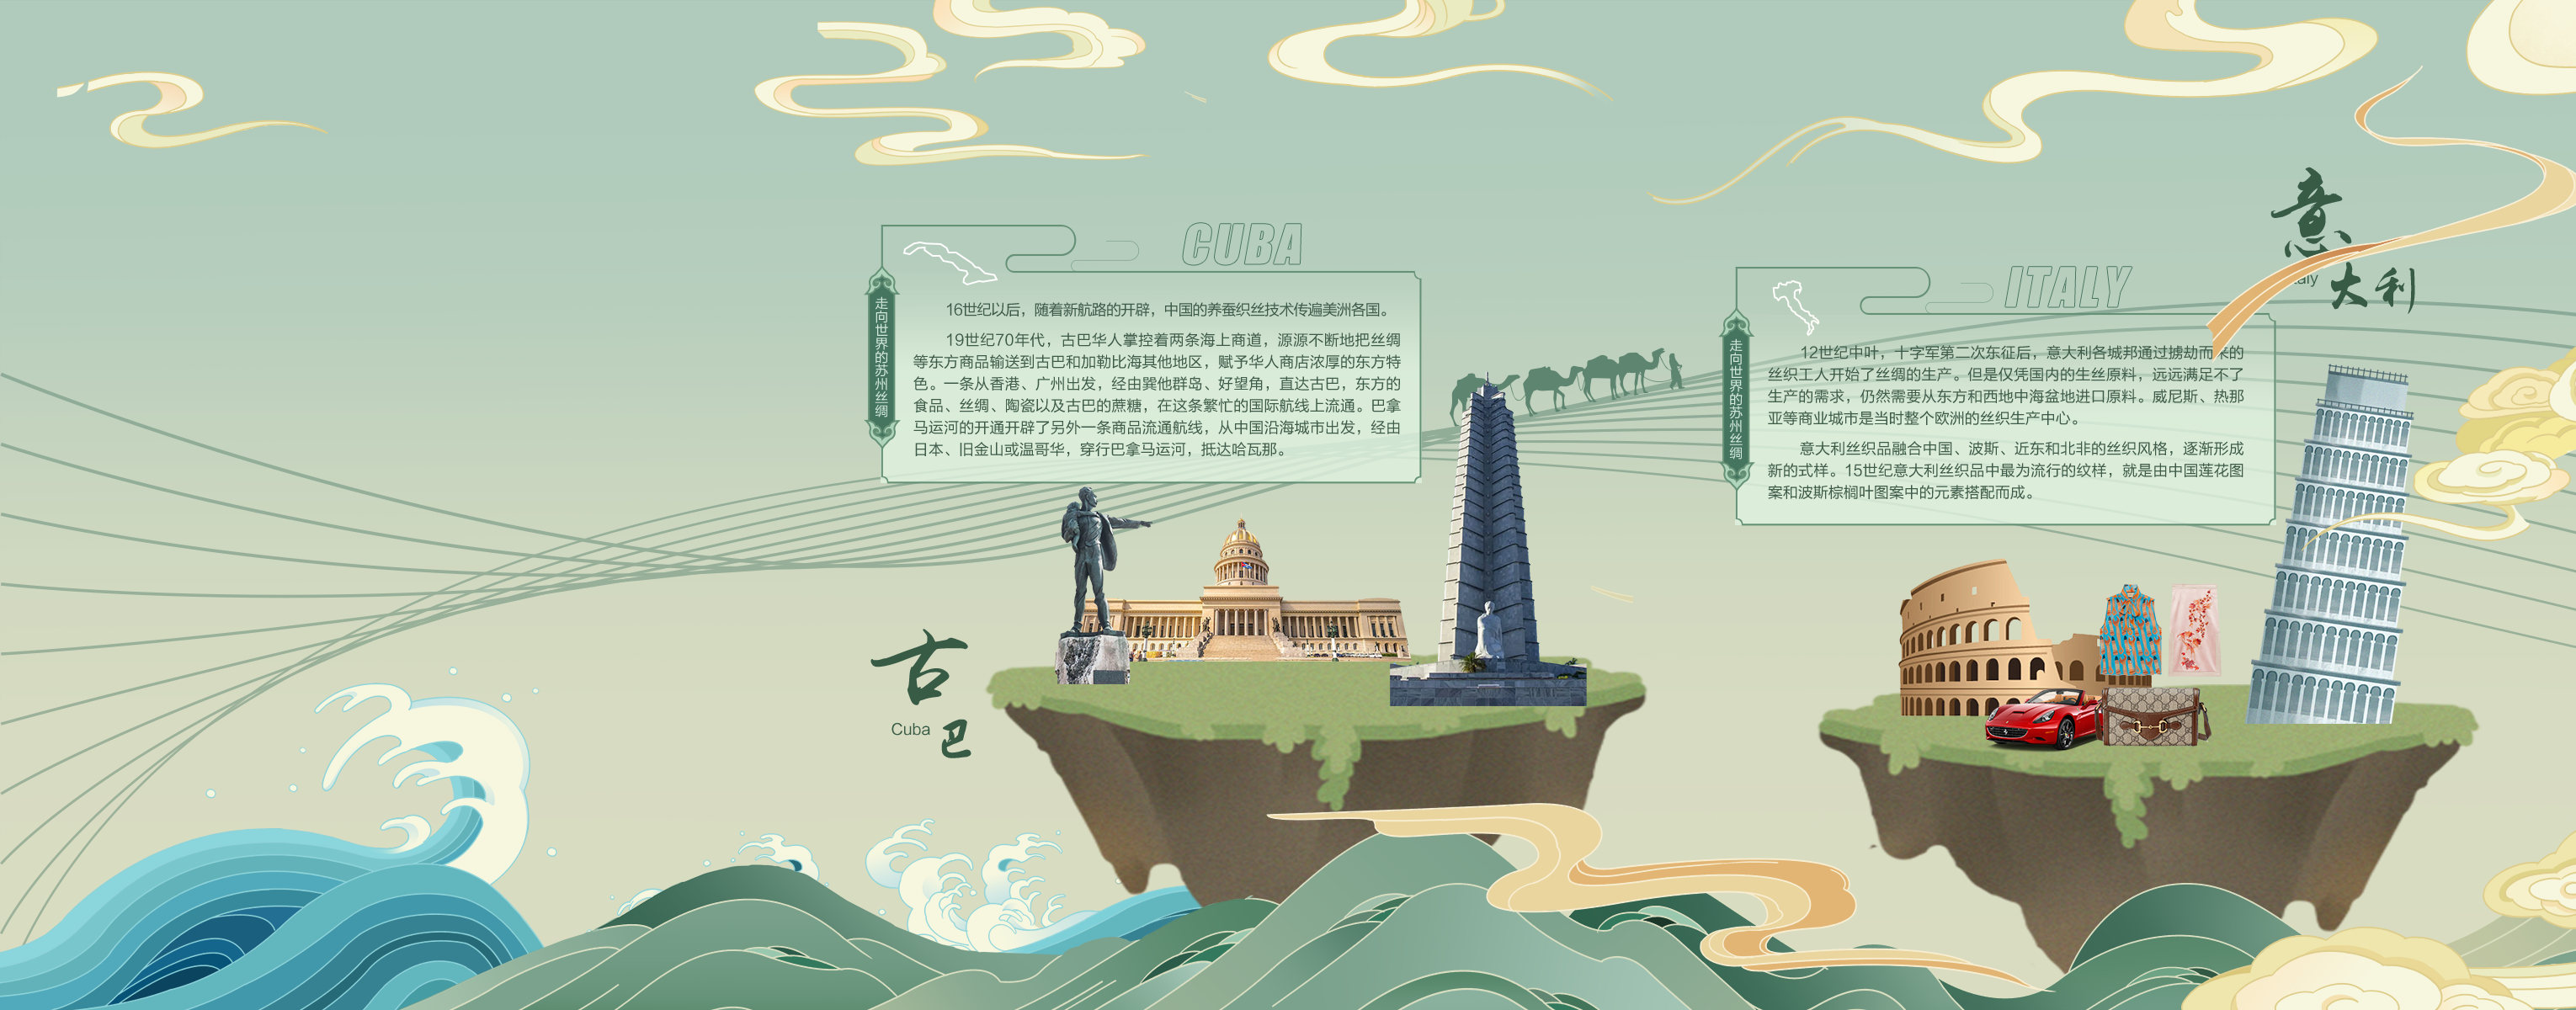 CUBA
走向世界的苏州丝绸
16世纪以后，随着新航路的开辟，中国的养蚕织丝技术传遍美洲各国。
19世纪70年代，古巴华人掌控着两条海上商道，源源不断地把丝绸
等东方商品输送到古巴和加勒比海其他地区，赋予华人商店浓厚的东方特
色。一条从香港、广州出发，经由巽他群岛、好望角，直达古巴，东方的
食品、丝绸、陶瓷以及古巴的蔗糖，在这条繁忙的国际航线上流通。巴拿
马运河的开通开辟了另外一条商品流通航线，从中国沿海城市出发，经由
日本、旧金山或温哥华，穿行巴拿马运河，抵达哈瓦那。
古巴
Cuba
ITALY
走向世界的苏州丝绸
12世纪中叶，十字军第二次东征后，意大利各城邦通过掳劫而来的
丝织工人开始了丝绸的生产。但是仅凭国内的生丝原料，远远满足不了
生产的需求，仍然需要从东方和西地中海盆地进口原料。威尼斯、热那
亚等商业城市是当时整个欧洲的丝织生产中心。
意大利丝织品融合中国、波斯、近东和北非的丝织风格，逐渐形成
新的式样。15世纪意大利丝织品中最为流行的纹样，就是由中国莲花图
案和波斯棕榈叶图案中的元素搭配而成。
意大利
Italy